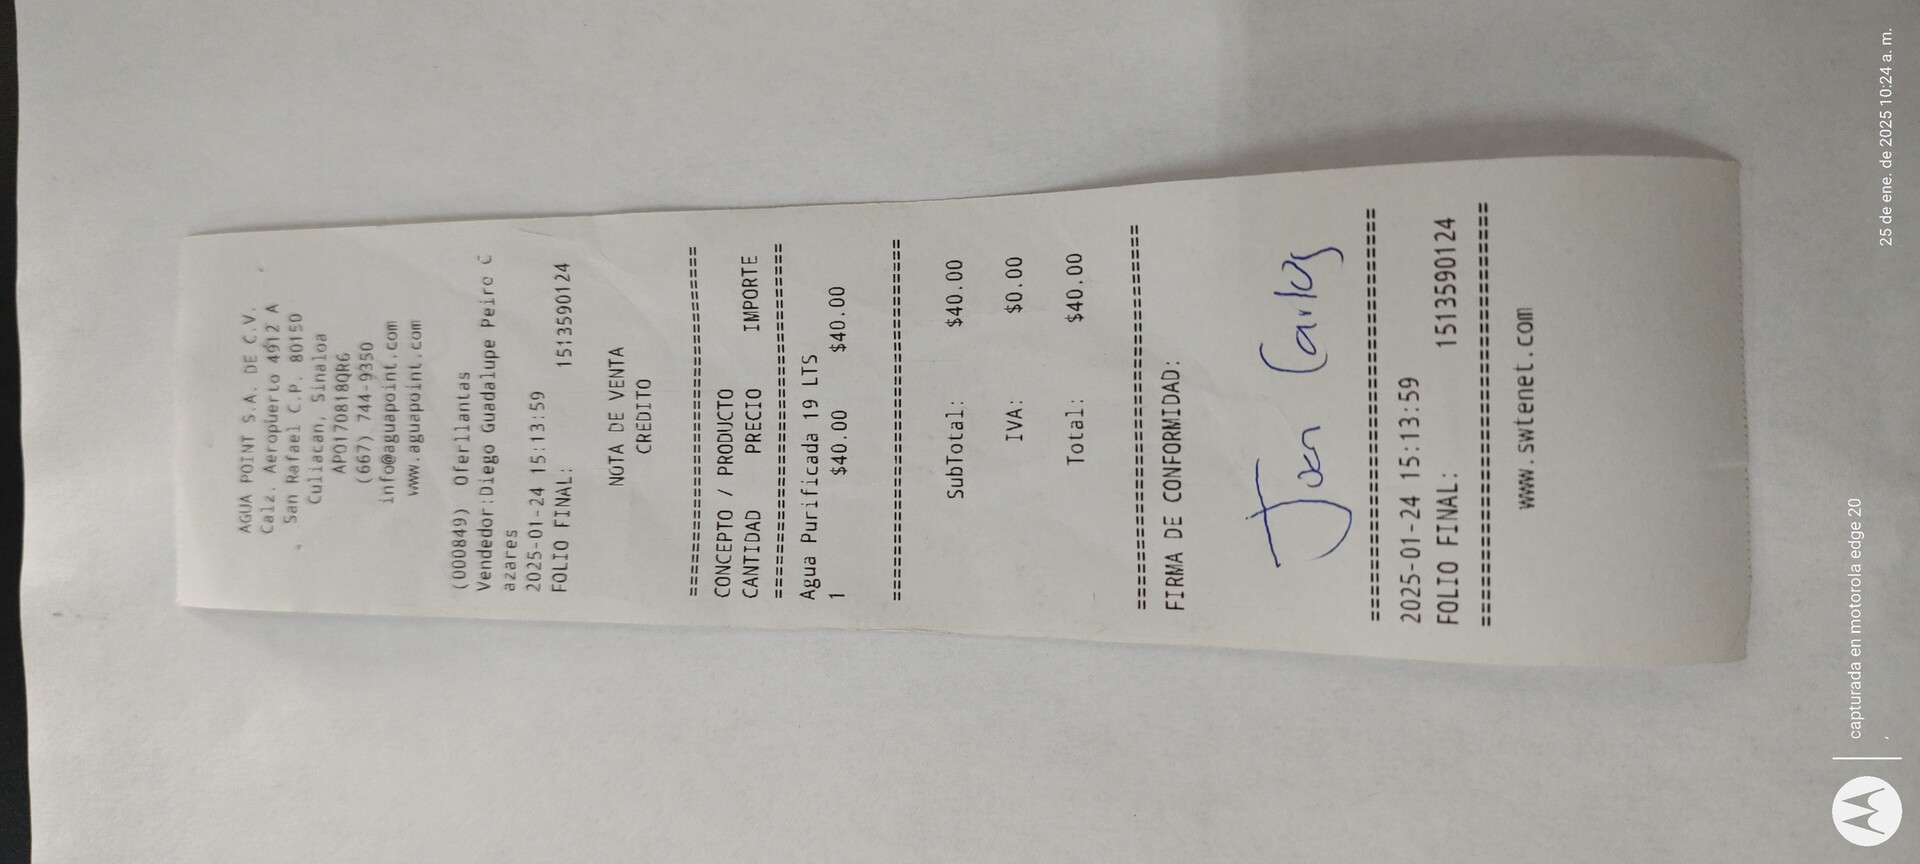 AGUA POINT S.A. DE C.V.
Calz. Aeropuerto 4912 A
San Rafael C.P. 80150
Culiacan, Sinaloa
APO170818QR6
(667) 744-9350
info@aguapoint.com
www.aguapoint.com
(000849) Oferllantas
Vendedor:Diego Guadalupe Peiro C
azares
2025-01-24 15:13:59
FOLIO FINAL: 1513590124
NOTA DE VENTA
CREDITO
================================
CONCEPTO / PRODUCTO
CANTIDAD PRECIO IMPORTE
================================
Agua Purificada 19 LTS
1 $40.00 $40.00
================================
SubTotal: $40.00
IVA: $0.00
Total: $40.00
================================
FIRMA DE CONFORMIDAD:
Juan Carlos
================================
2025-01-24 15:13:59
FOLIO FINAL: 1513590124
================================
www.swtenet.com
capturada en motorola edge 20
25 de ene. de 2025 10:24 a. m.